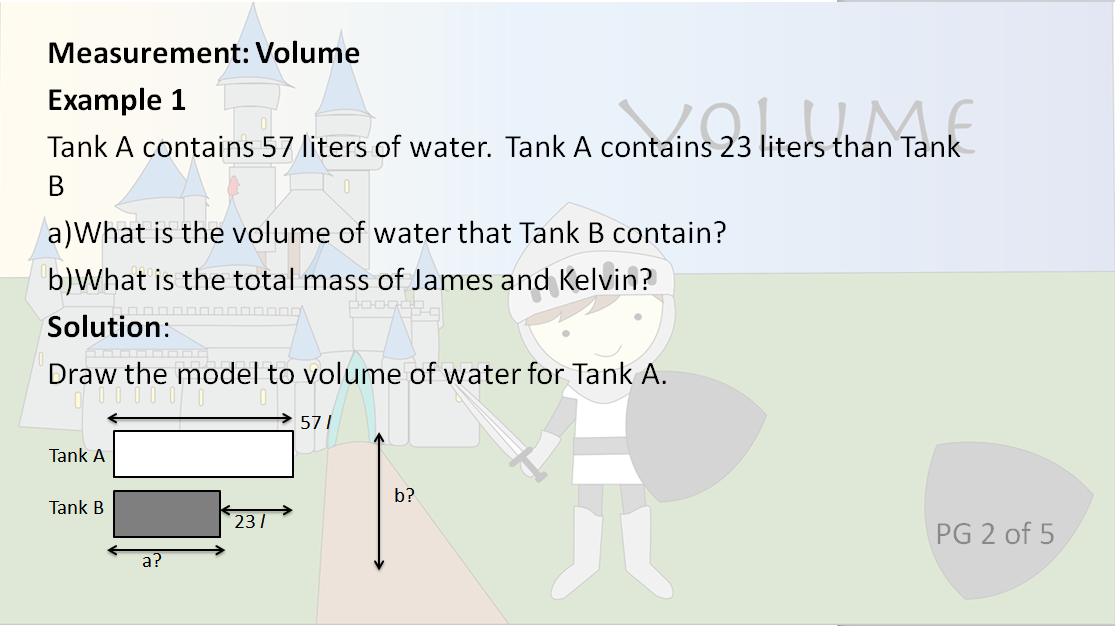 Measurement: Volume
VOLUME
Example 1
Tank A contains 57 liters of water.  Tank A contains 23 liters than Tank
B
a)What is the volume of water that Tank B contain?
b)What is the total mass of James and Kelvin?
Solution:
Draw the model to volume of water for Tank A.
57 l
Tank A
b?
Tank B
23 l
a?
PG 2 of 5